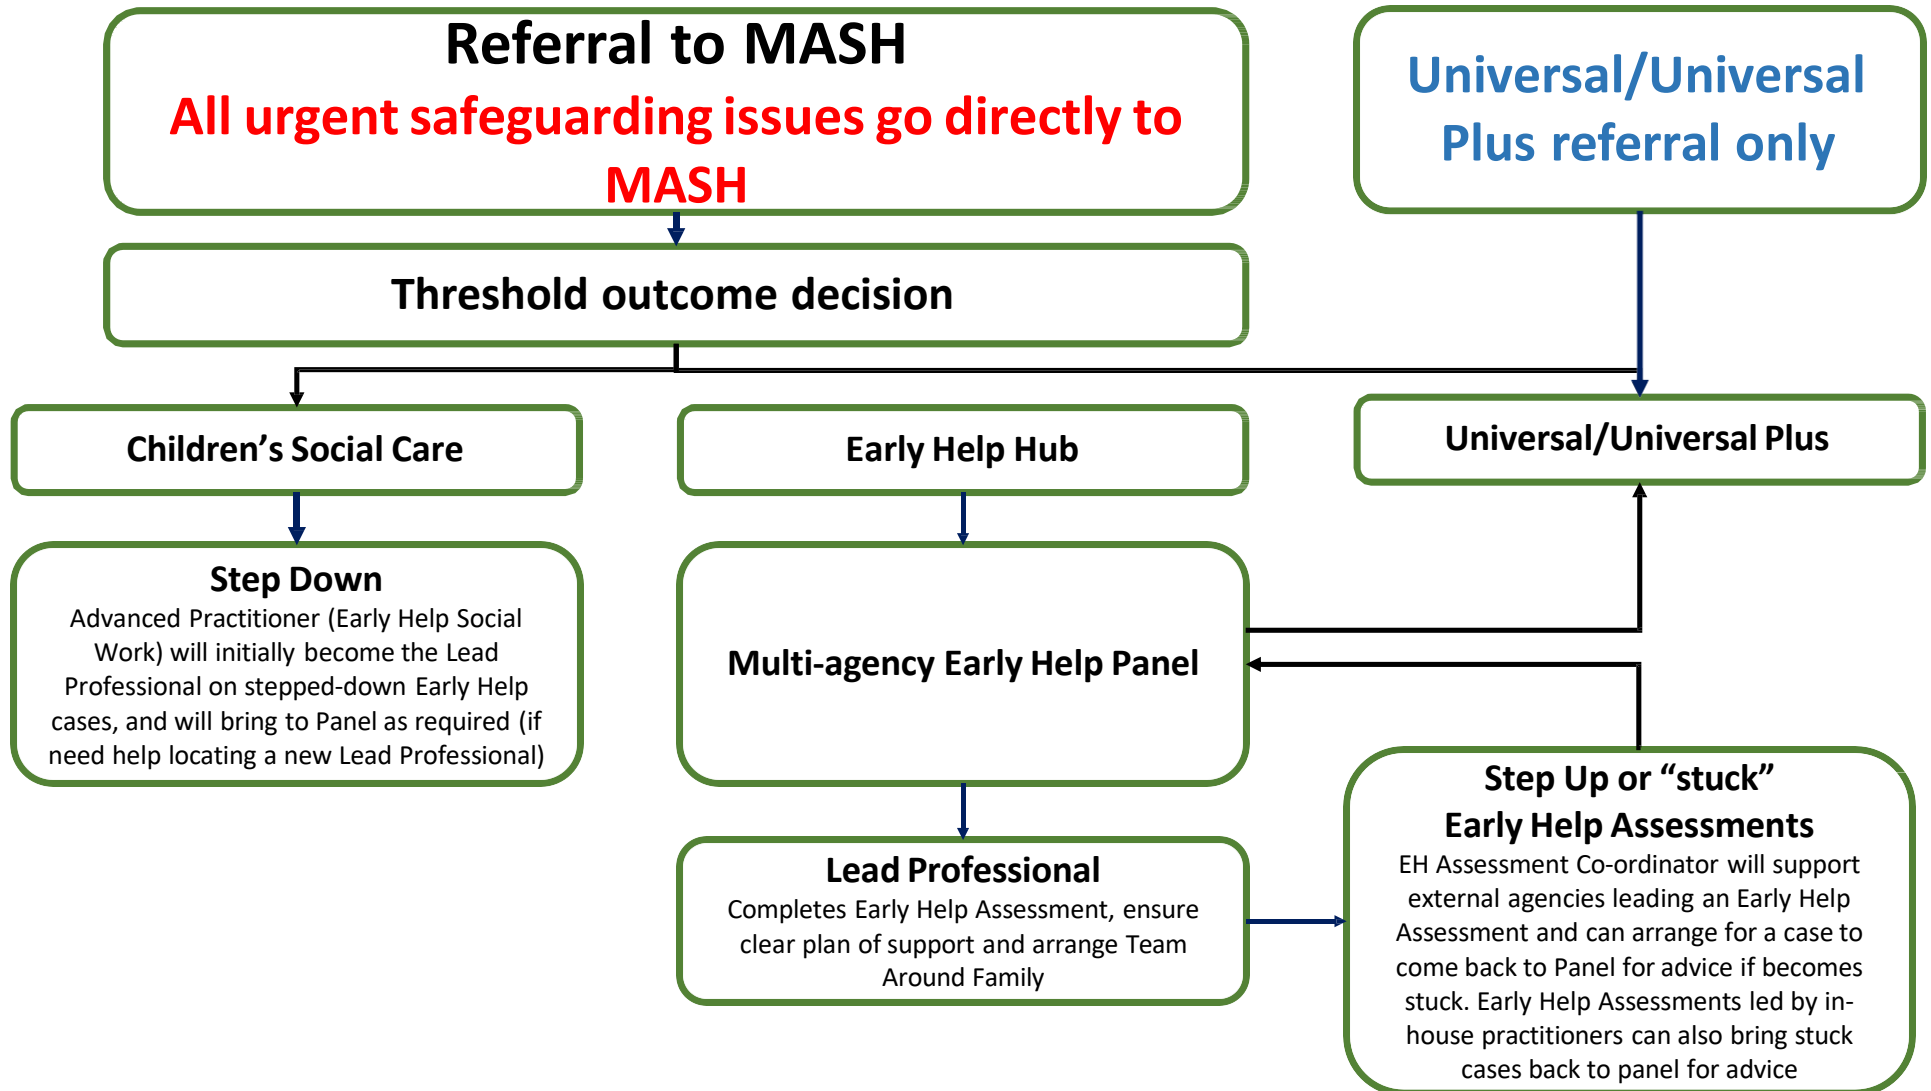 Referral to MASH
All urgent safeguarding issues go directly to
MASH
Universal/Universal
Plus referral only
Threshold outcome decision
Children’s Social Care
Early Help Hub
Universal/Universal Plus
Step Down
Advanced Practitioner (Early Help Social
Work) will initially become the Lead
Professional on stepped-down Early Help
cases, and will bring to Panel as required (if
need help locating a new Lead Professional)
Multi-agency Early Help Panel
Lead Professional
Completes Early Help Assessment, ensure
clear plan of support and arrange Team
Around Family
Step Up or “stuck”
Early Help Assessments
EH Assessment Co-ordinator will support
external agencies leading an Early Help
Assessment and can arrange for a case to
come back to Panel for advice if becomes
stuck. Early Help Assessments led by in-
house practitioners can also bring stuck
cases back to panel for advice